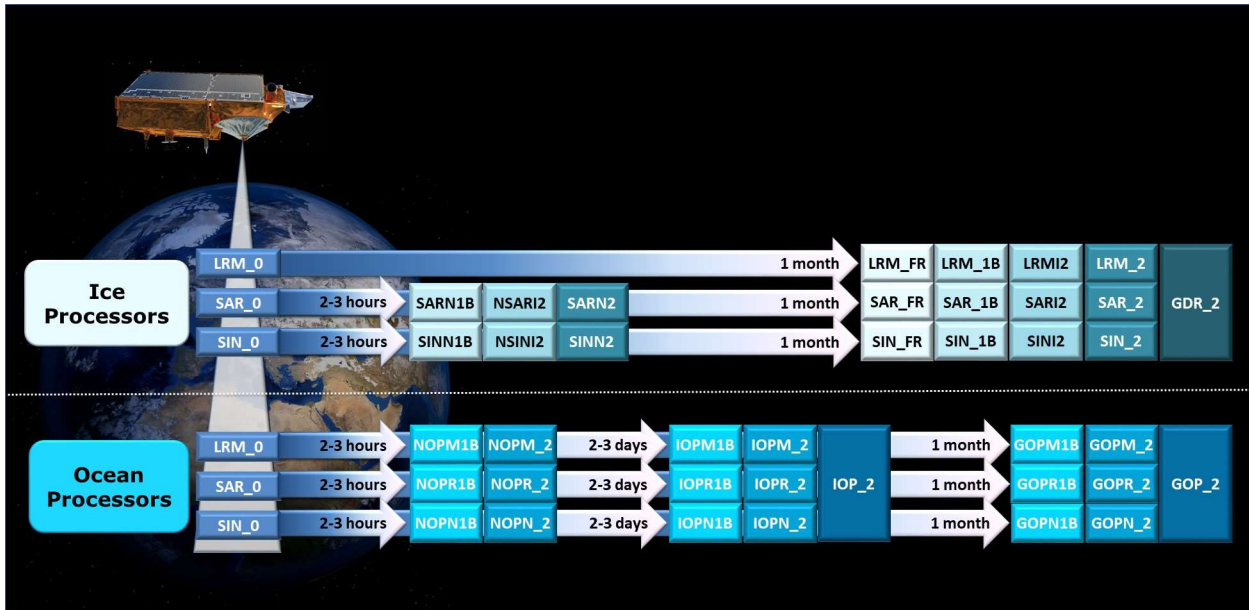 Ice
Processors
LRM_0 1 month LRM_FR LRM_1B LRMI2 LRM_2
SAR_0 2-3 hours SARN1B NSARI2 SARN2 1 month SAR_FR SAR_1B SARI2 SAR_2 GDR_2
SIN_0 2-3 hours SINN1B NSINI2 SINN2 1 month SIN_FR SIN_1B SINI2 SIN_2
Ocean
Processors
LRM_0 2-3 hours NOPM1B NOPM_2 2-3 days IOPM1B IOPM_2 1 month GOPM1B GOPM_2
SAR_0 2-3 hours NOPR1B NOPR_2 2-3 days IOPR1B IOPR_2 IOP_2 1 month GOPR1B GOPR_2 GOP_2
SIN_0 2-3 hours NOPN1B NOPN_2 2-3 days IOPN1B IOPN_2 1 month GOPN1B GOPN_2